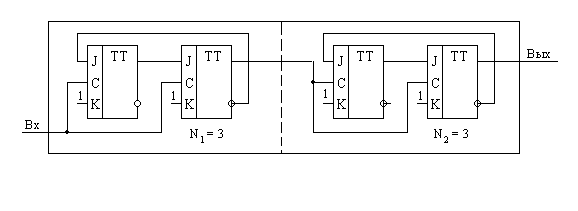 J TT J TT J TT J TT Вых
C C C C
1 K 1 K 1 K 1 K
Вх
N1 = 3 N2 = 3